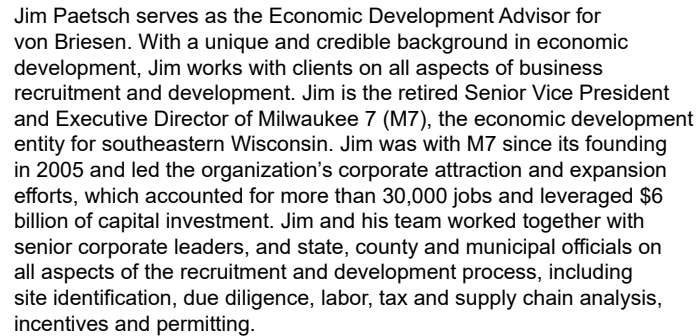 Jim Paetsch serves as the Economic Development Advisor for
von Briesen. With a unique and credible background in economic
development, Jim works with clients on all aspects of business
recruitment and development. Jim is the retired Senior Vice President
and Executive Director of Milwaukee 7 (M7), the economic development
entity for southeastern Wisconsin. Jim was with M7 since its founding
in 2005 and led the organization’s corporate attraction and expansion
efforts, which accounted for more than 30,000 jobs and leveraged $6
billion of capital investment. Jim and his team worked together with
senior corporate leaders, and state, county and municipal officials on
all aspects of the recruitment and development process, including
site identification, due diligence, labor, tax and supply chain analysis,
incentives and permitting.